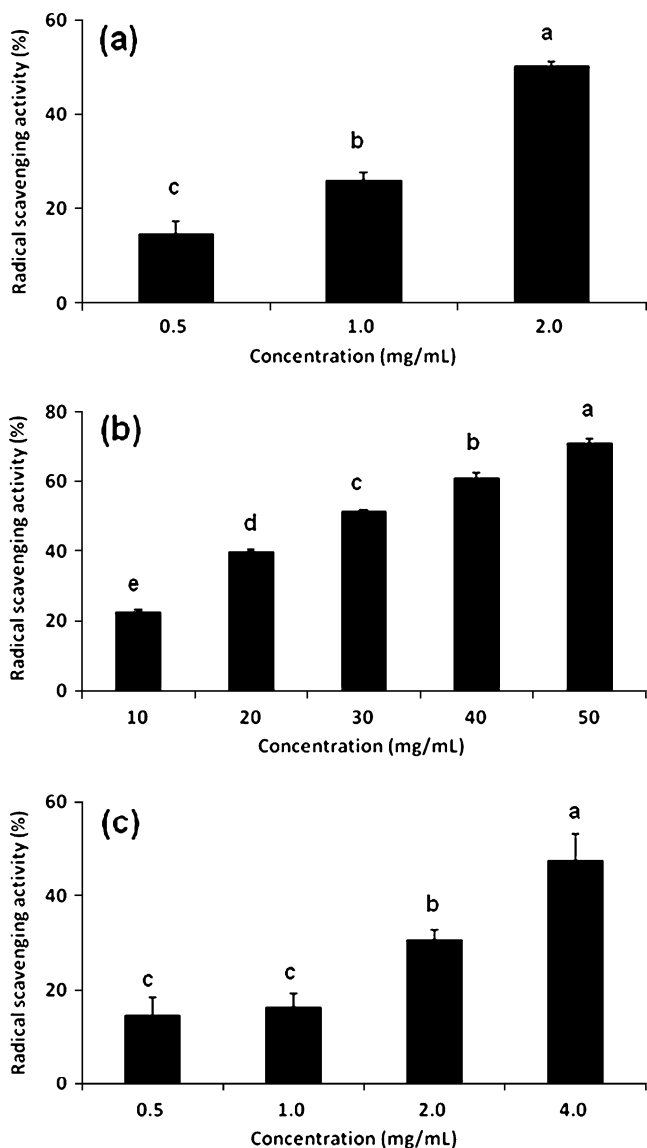 (a)
Radical scavenging activity (%)
60
40
20
0
c
b
a
0.5 1.0 2.0
Concentration (mg/mL)
(b)
Radical scavenging activity (%)
80
60
40
20
0
e
d
c
b
a
10 20 30 40 50
Concentration (mg/mL)
(c)
Radical scavenging activity (%)
60
40
20
0
c
c
b
a
0.5 1.0 2.0 4.0
Concentration (mg/mL)